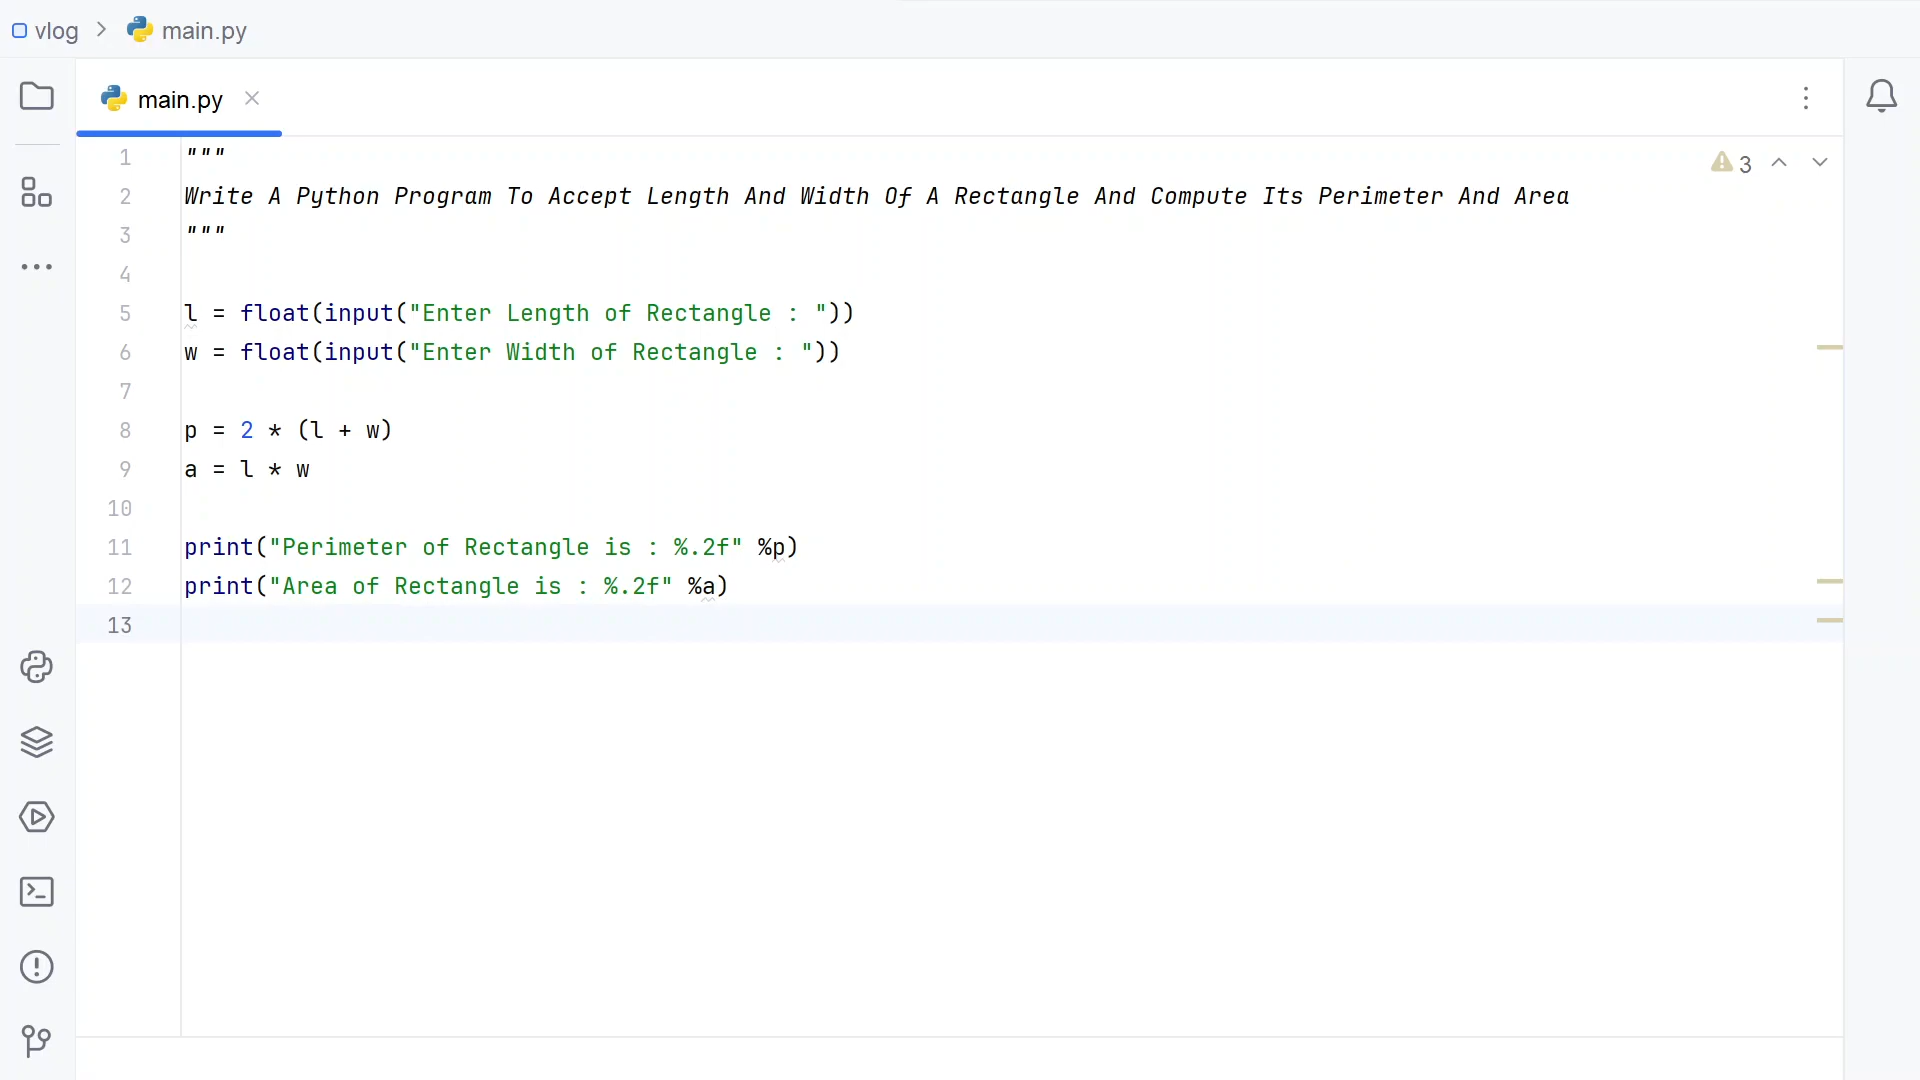 vlog > main.py
main.py
3
1 """
2 Write A Python Program To Accept Length And Width Of A Rectangle And Compute Its Perimeter And Area
3 """
4
5 l = float(input("Enter Length of Rectangle : "))
6 w = float(input("Enter Width of Rectangle : "))
7
8 p = 2 * (l + w)
9 a = l * w
10
11 print("Perimeter of Rectangle is : %.2f" %p)
12 print("Area of Rectangle is : %.2f" %a)
13